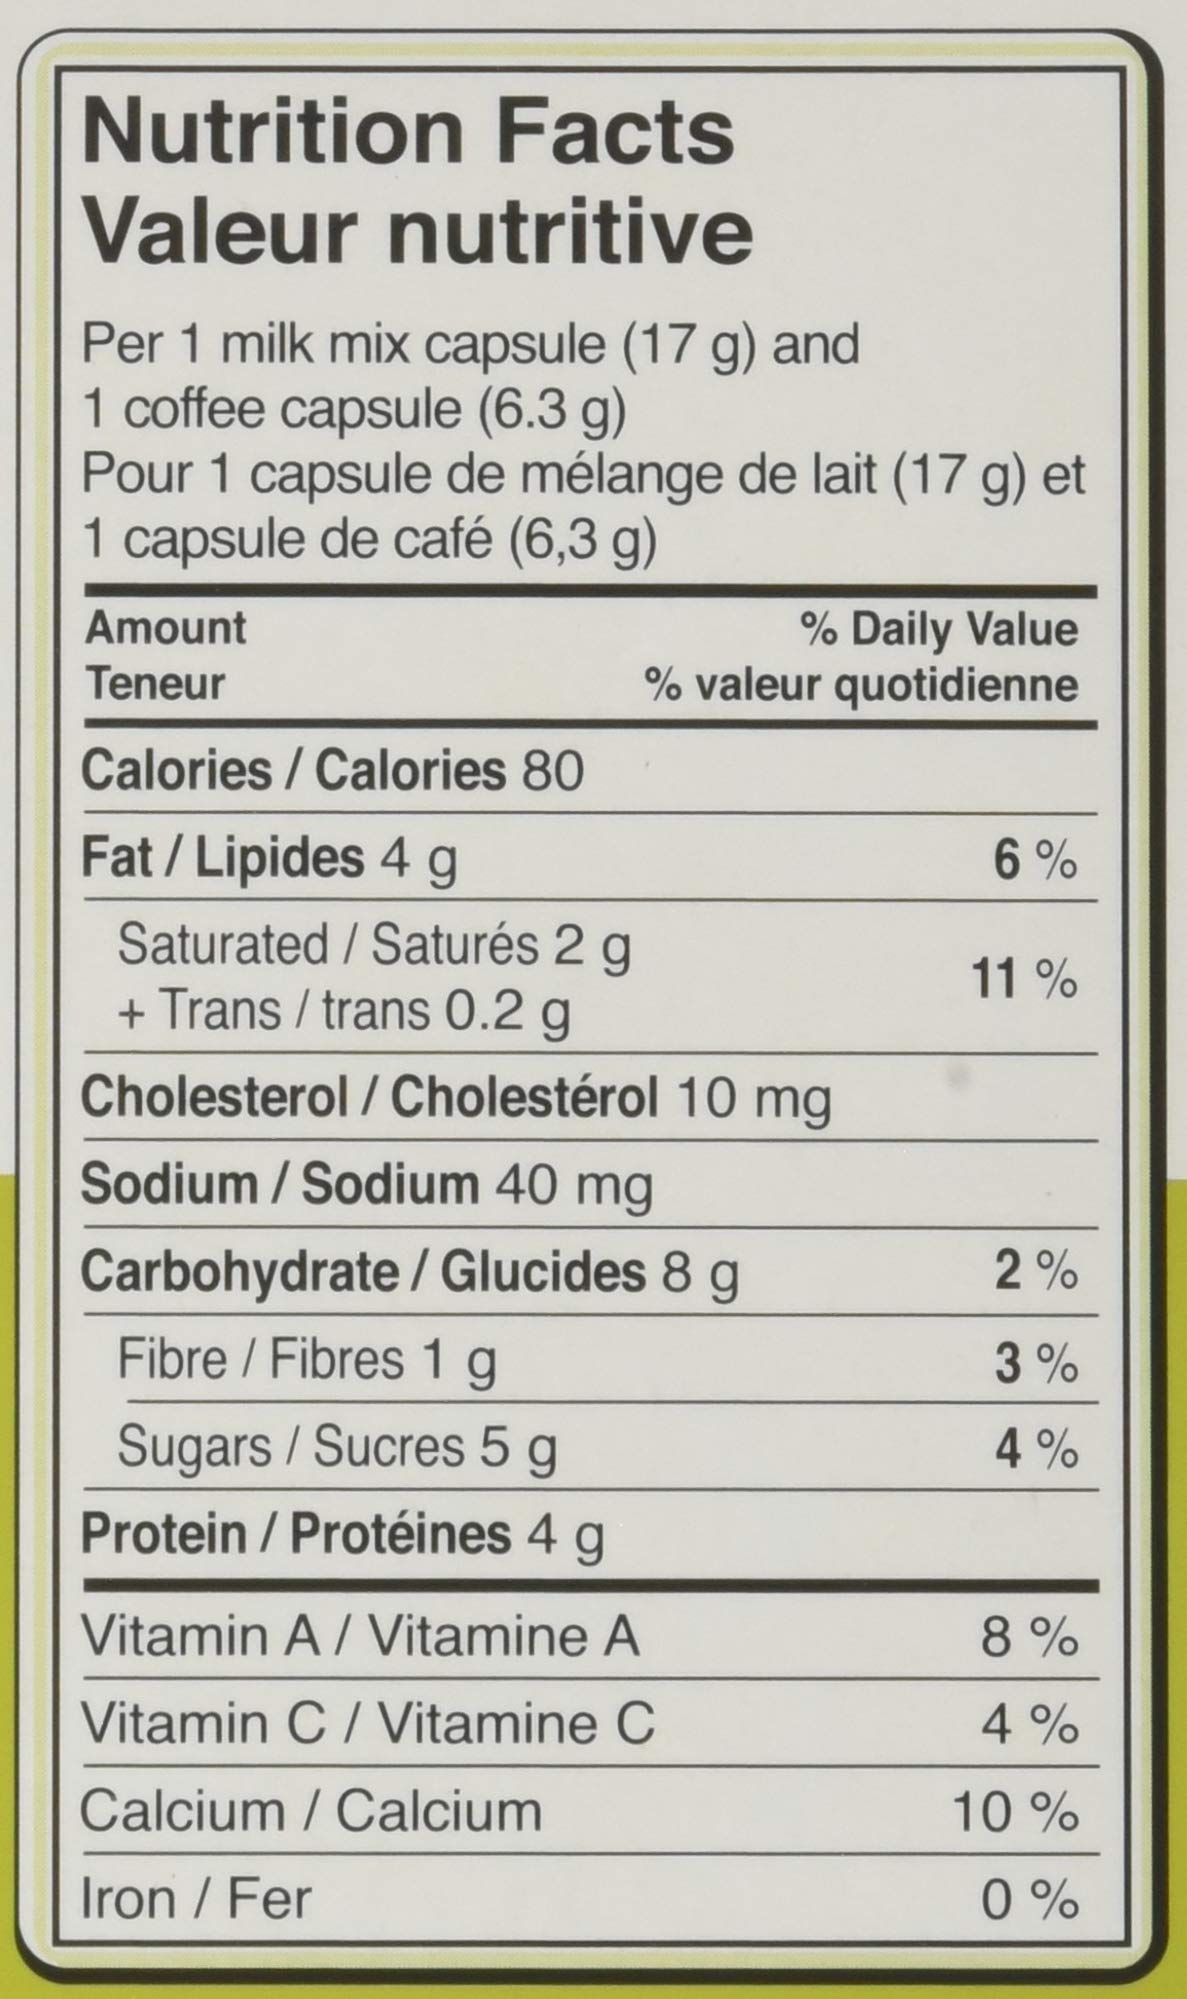 Nutrition Facts
Valeur nutritive
Per 1 milk mix capsule (17 g) and
1 coffee capsule (6.3 g)
Pour 1 capsule de mélange de lait (17 g) et
1 capsule de café (6,3 g)
Amount % Daily Value
Teneur % valeur quotidienne
Calories / Calories 80
Fat / Lipides 4 g 6 %
Saturated / Saturés 2 g
+ Trans / trans 0.2 g 11 %
Cholesterol / Cholestérol 10 mg
Sodium / Sodium 40 mg
Carbohydrate / Glucides 8 g 2 %
Fibre / Fibres 1 g 3 %
Sugars / Sucres 5 g 4 %
Protein / Protéines 4 g
Vitamin A / Vitamine A 8 %
Vitamin C / Vitamine C 4 %
Calcium / Calcium 10 %
Iron / Fer 0 %